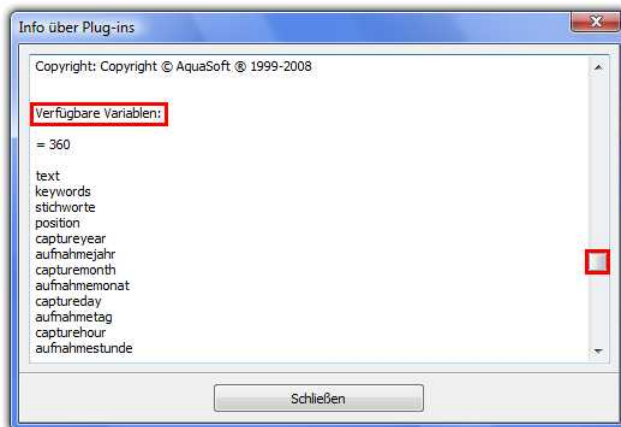 Info über Plug-ins
Copyright: Copyright © AquaSoft ® 1999-2008
Verfügbare Variablen:
= 360
text
keywords
stichworte
position
captureyear
aufnahmejahr
capturemonth
aufnahmemonat
captureday
aufnahmetag
capturehour
aufnahmestunde
Schließen